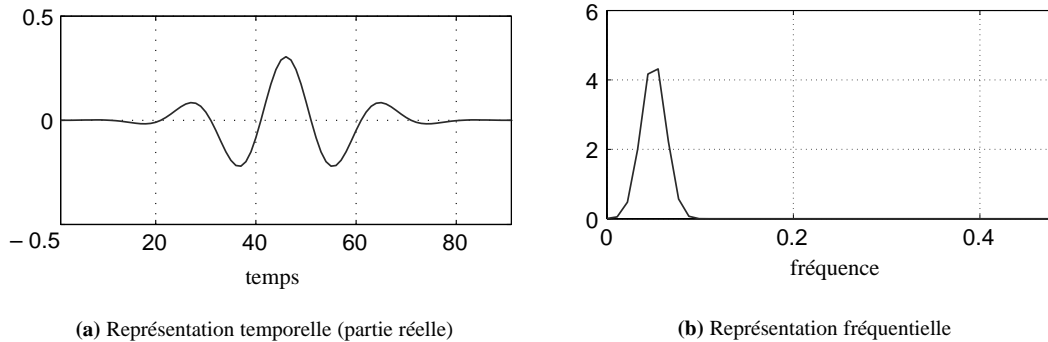 0.5
0
– 0.5
20 40 60 80
temps
(a) Représentation temporelle (partie réelle)
6
4
2
0
0 0.2 0.4
fréquence
(b) Représentation fréquentielle